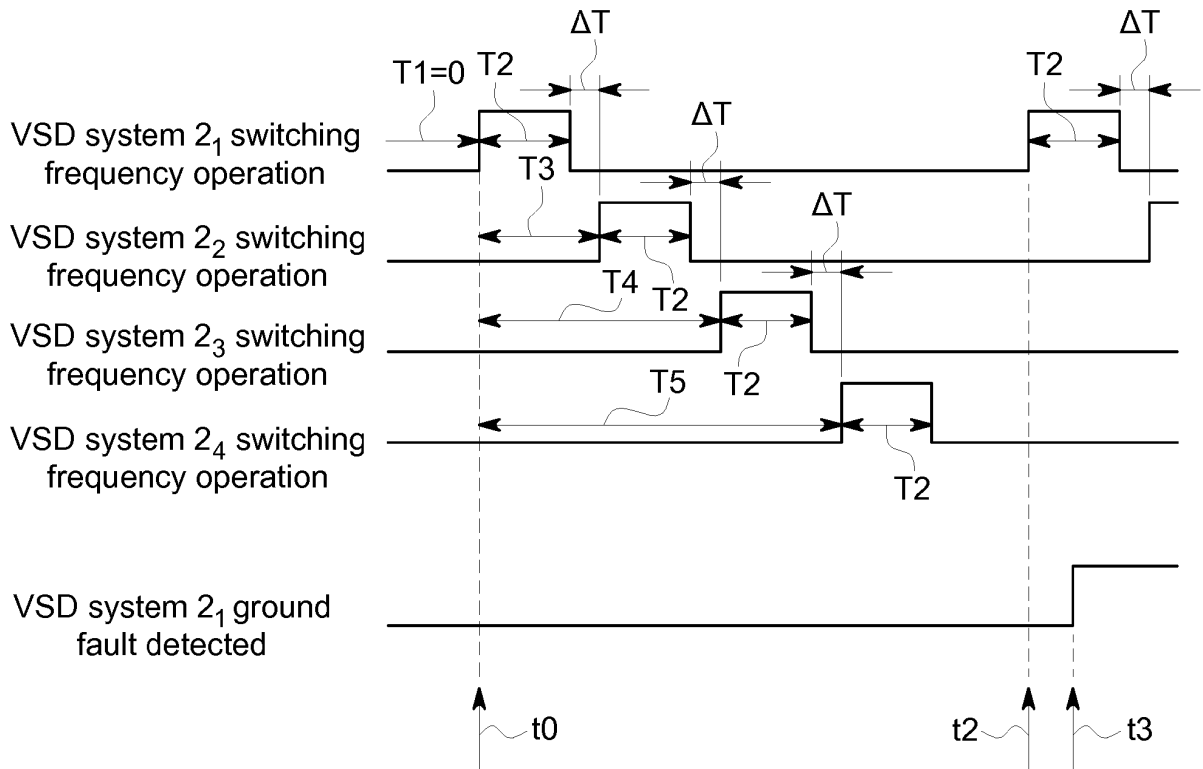 ΔT
ΔT
T1=0
T2
T2
ΔT
VSD system 2₁ switching
frequency operation
T3
ΔT
VSD system 2₂ switching
frequency operation
T4
T2
VSD system 2₃ switching
frequency operation
T5
T2
VSD system 2₄ switching
frequency operation
T2
VSD system 2₁ ground
fault detected
t0
t2
t3